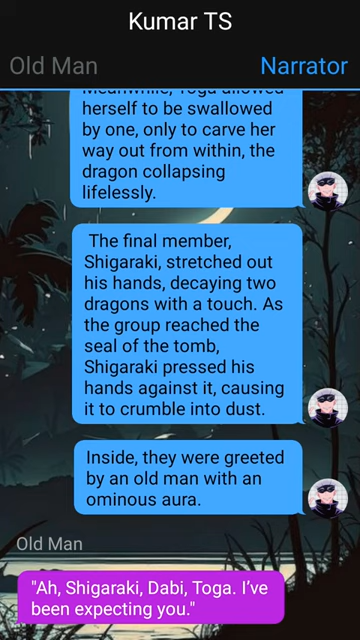 Kumar TS
Old Man
Narrator
Meanwhile, Toga allowed
herself to be swallowed
by one, only to carve her
way out from within, the
dragon collapsing
lifelessly.
The final member,
Shigaraki, stretched out
his hands, decaying two
dragons with a touch. As
the group reached the
seal of the tomb,
Shigaraki pressed his
hands against it, causing
it to crumble into dust.
Inside, they were greeted
by an old man with an
ominous aura.
Old Man
"Ah, Shigaraki, Dabi, Toga. I've
been expecting you."